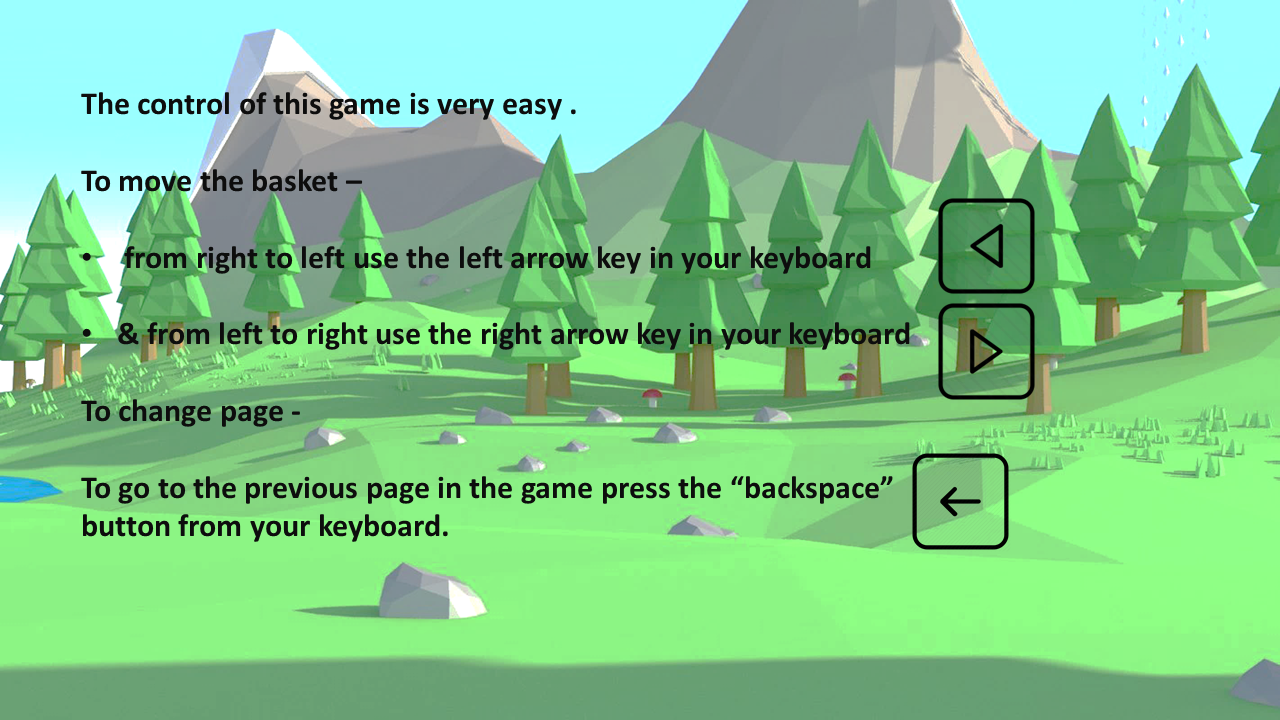 The control of this game is very easy .
To move the basket –
• from right to left use the left arrow key in your keyboard
• & from left to right use the right arrow key in your keyboard
To change page -
To go to the previous page in the game press the “backspace”
button from your keyboard.